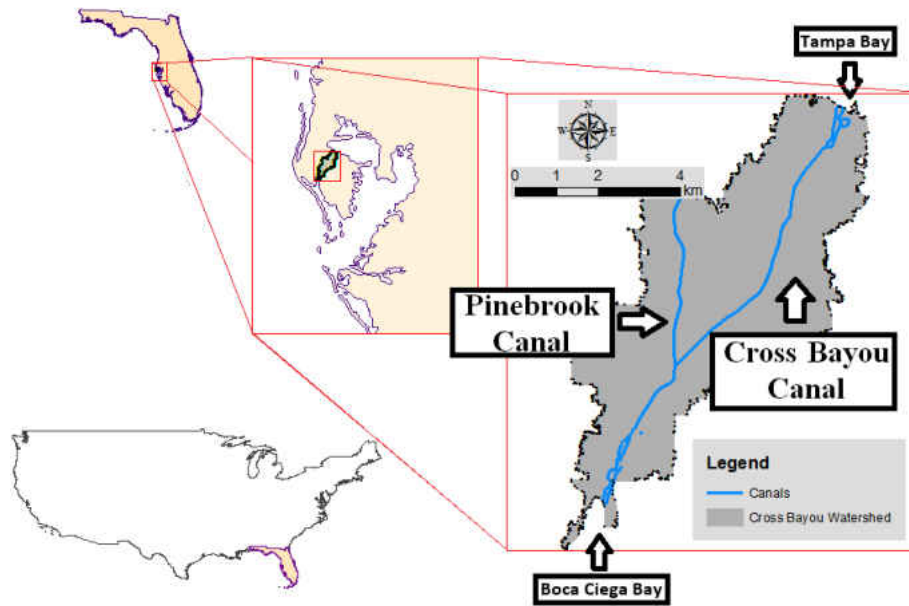 Tampa Bay
N
W
E
S
0
1
2
4
km
Pinebrook
Canal
Cross Bayou
Canal
Legend
Canals
Cross Bayou Watershed
Boca Ciega Bay